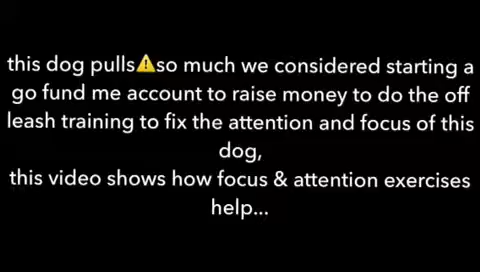 this dog pulls⚠️so much we considered starting a
go fund me account to raise money to do the off
leash training to fix the attention and focus of this
dog,
this video shows how focus & attention exercises
help...